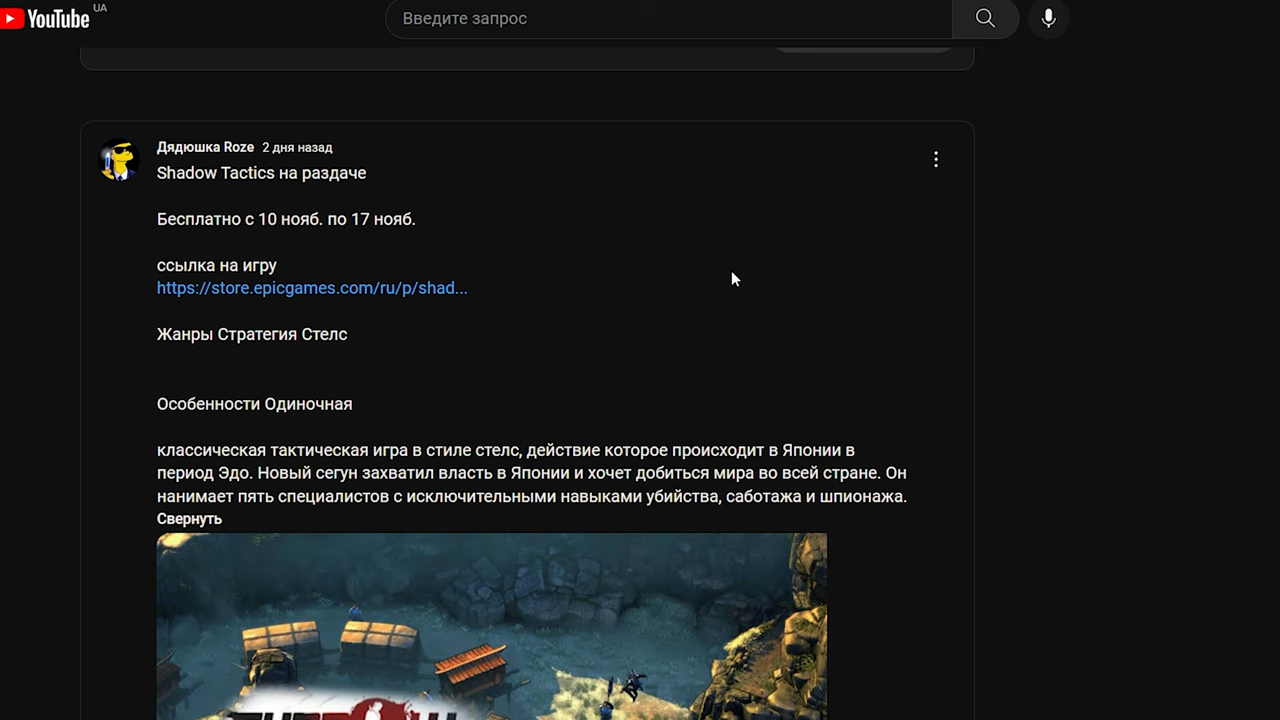 YouTube UA
Введите запрос
Дядюшка Roze 2 дня назад
Shadow Tactics на раздаче
Бесплатно с 10 нояб. по 17 нояб.
ссылка на игру
https://store.epicgames.com/ru/p/shad...
Жанры Стратегия Стелс
Особенности Одиночная
классическая тактическая игра в стиле стелс, действие которое происходит в Японии в
период Эдо. Новый сегун захватил власть в Японии и хочет добиться мира во всей стране. Он
нанимает пять специалистов с исключительными навыками убийства, саботажа и шпионажа.
Свернуть